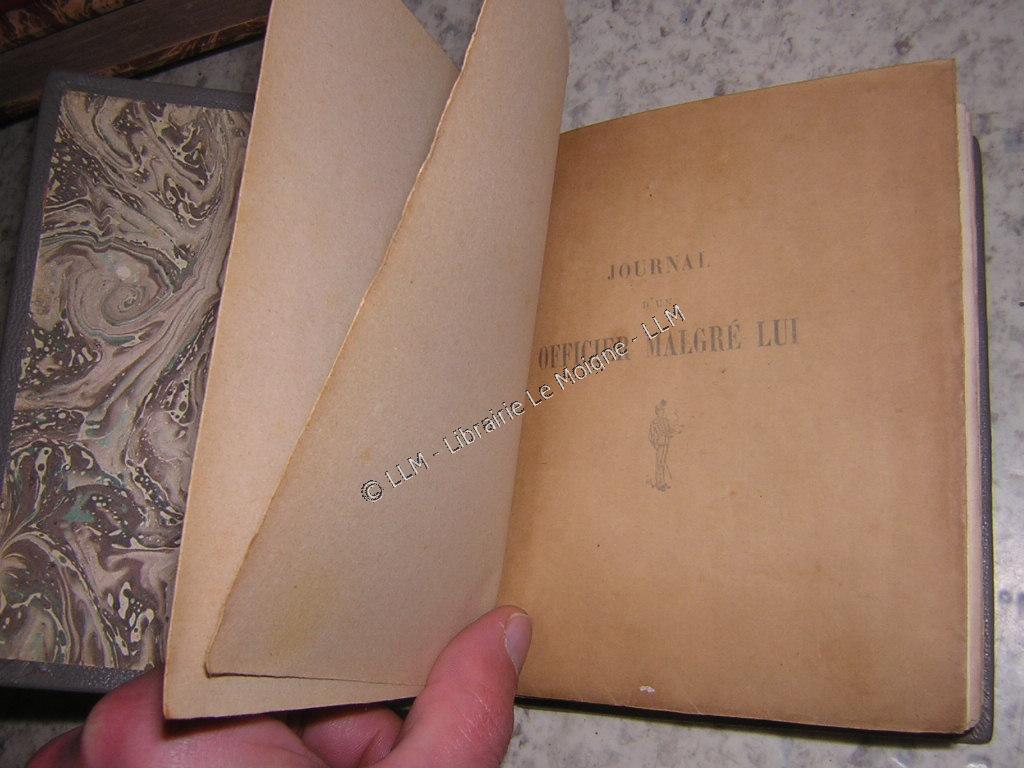 JOURNAL
D'UN
OFFICIER MALGRÉ LUI
© LLM - Librairie Le Moigne - LLM